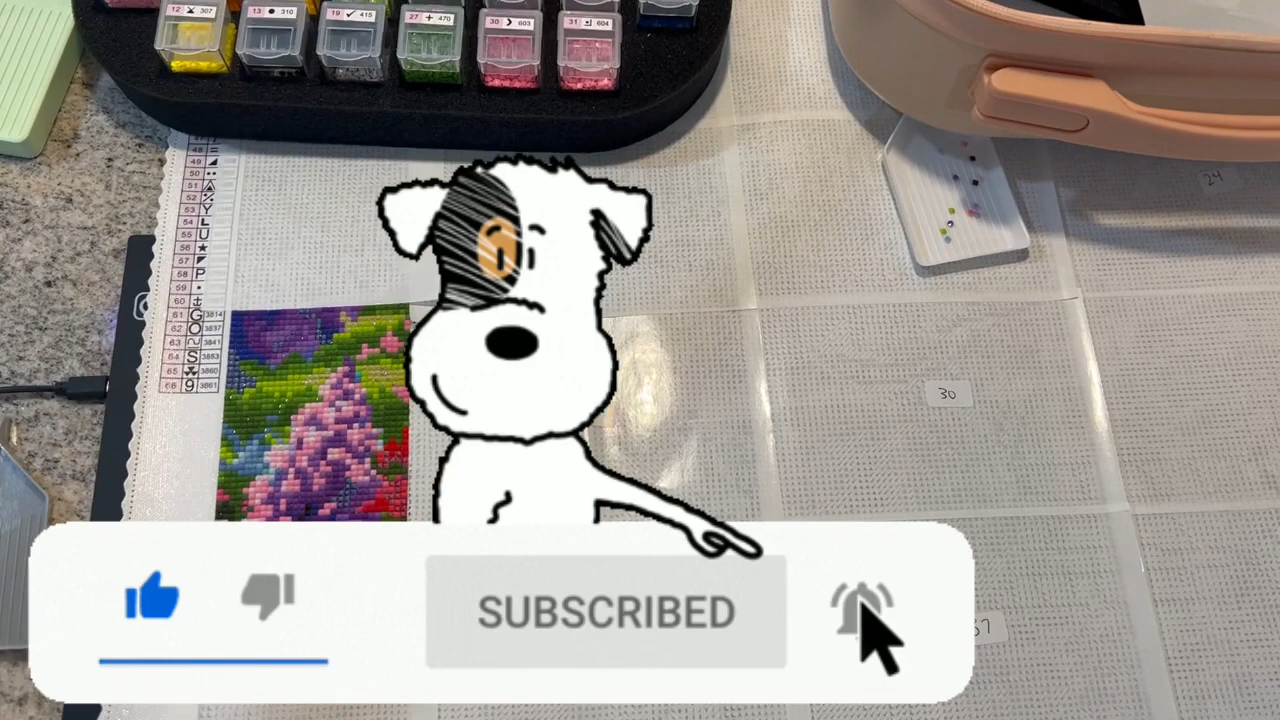 12 307
13 310
19 415
27 + 470
30 603
31 604
48
49
50
51
52
53 Y
54 L
55 U
56 ★
57
58 P
59
60
61 G 3814
62 O 3837
63 3841
64 S 3853
65 3860
66 9 3861
24
30
SUBSCRIBED